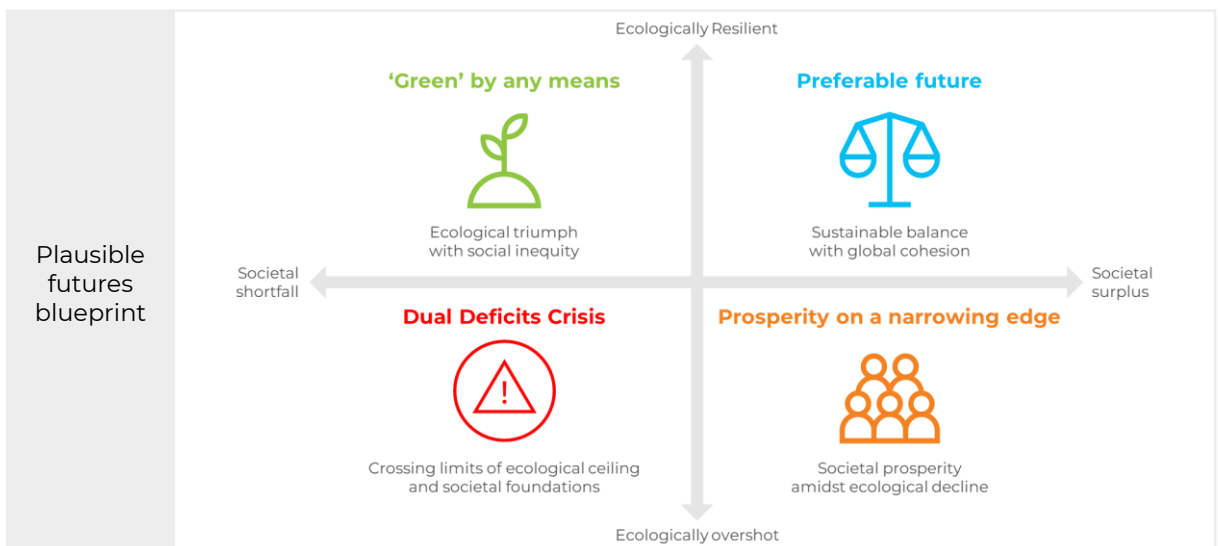 Plausible
futures
blueprint
Ecologically Resilient
‘Green’ by any means
Ecological triumph
with social inequity
Preferable future
Sustainable balance
with global cohesion
Societal
shortfall
Societal
surplus
Dual Deficits Crisis
!
Crossing limits of ecological ceiling
and societal foundations
Prosperity on a narrowing edge
Societal prosperity
amidst ecological decline
Ecologically overshot